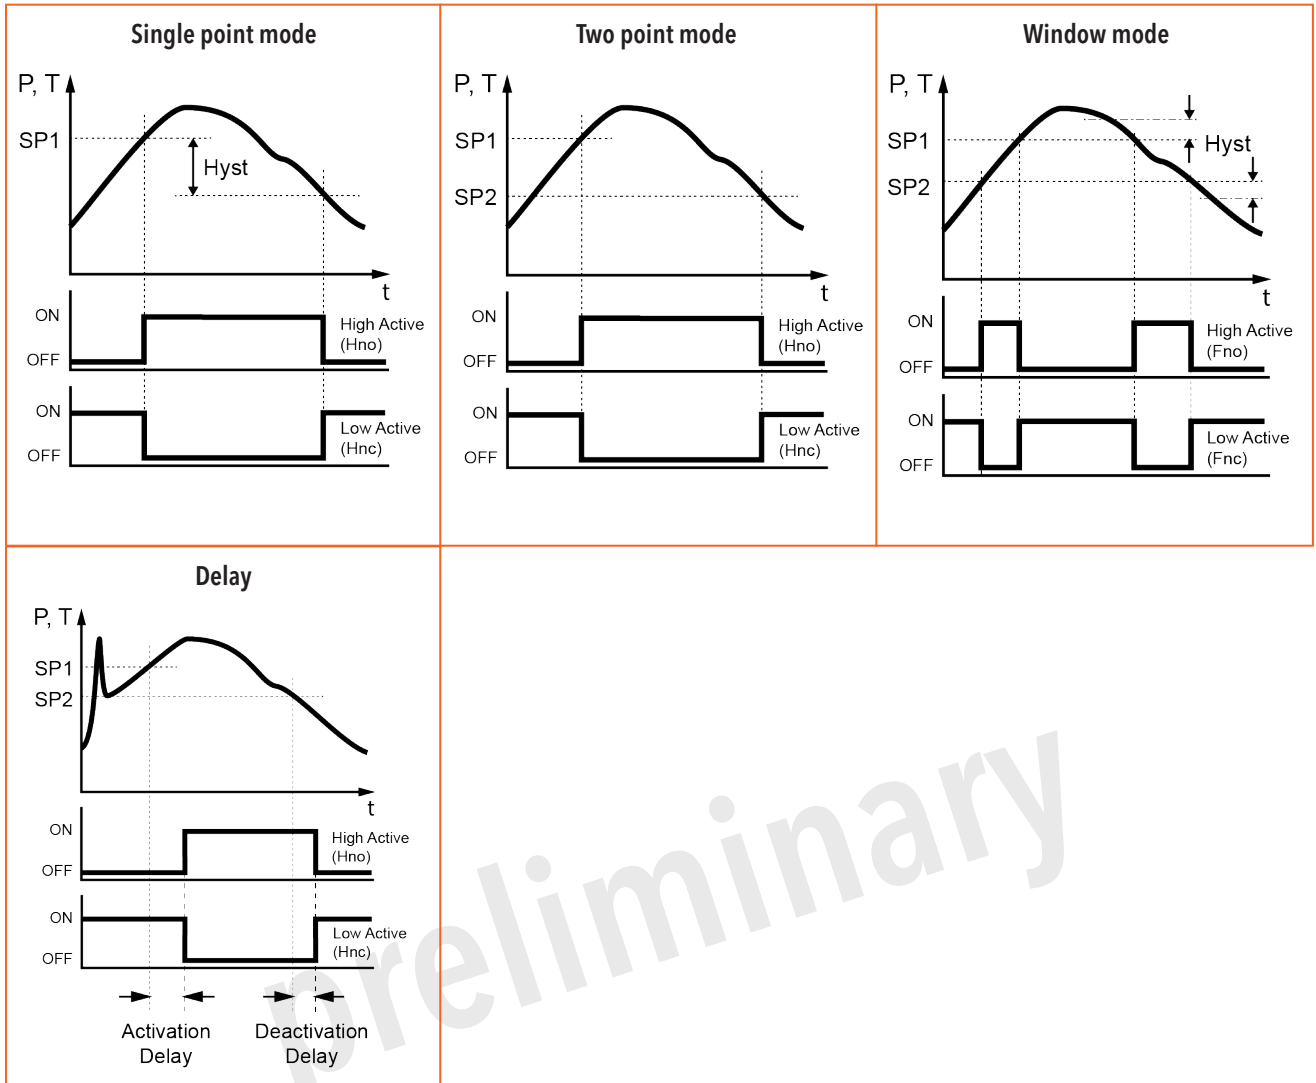 Single point mode
P, T
SP1
Hyst
t
ON
OFF
High Active
(Hno)
ON
OFF
Low Active
(Hnc)
Two point mode
P, T
SP1
SP2
t
ON
OFF
High Active
(Hno)
ON
OFF
Low Active
(Hnc)
Window mode
P, T
SP1
Hyst
SP2
t
ON
OFF
High Active
(Fno)
ON
OFF
Low Active
(Fnc)
Delay
P, T
SP1
SP2
t
ON
OFF
High Active
(Hno)
ON
OFF
Low Active
(Hnc)
Activation
Delay
Deactivation
Delay
preliminary